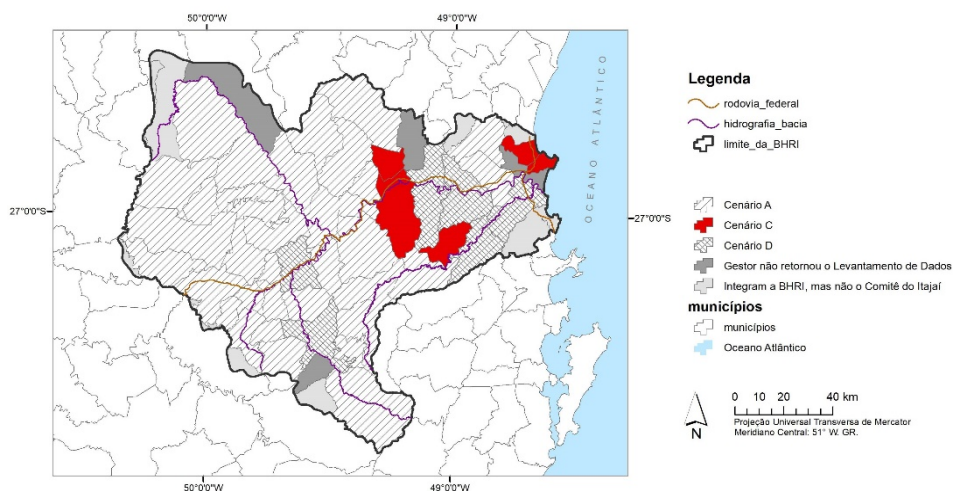 50°0'0"W
49°0'0"W
27°0'0"S
OCEANO ATLÂNTICO
27°0'0"S
50°0'0"W
49°0'0"W
Legenda
rodovia_federal
hidrografia_bacia
limite_da_BHRI
Cenário A
Cenário C
Cenário D
Gestor não retornou o Levantamento de Dados
Integram a BHRI, mas não o Comitê do Itajaí
municípios
municípios
Oceano Atlântico
N
0 10 20 40 km
Projeção Universal Transversa de Mercator
Meridiano Central: 51° W. GR.